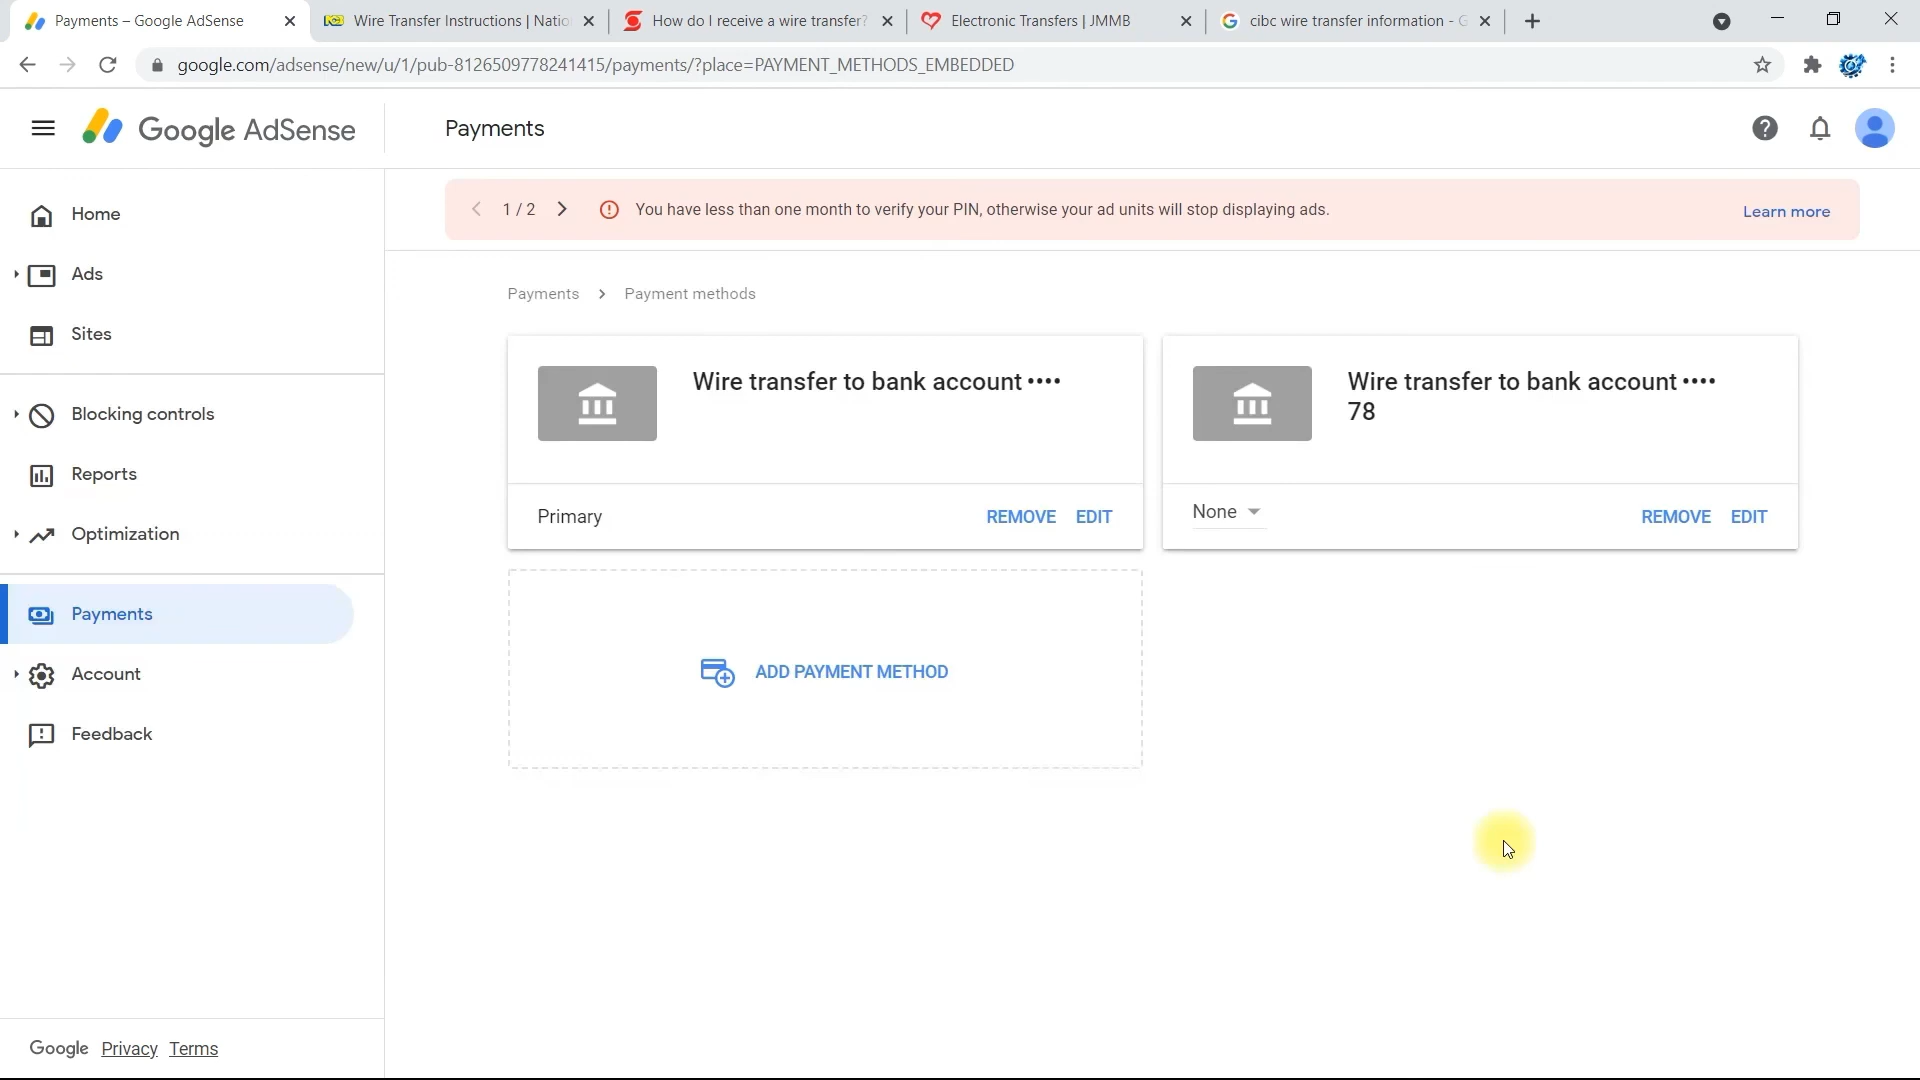 Payments – Google AdSense
Wire Transfer Instructions | Natio
How do I receive a wire transfer?
Electronic Transfers | JMMB
cibc wire transfer information - G
google.com/adsense/new/u/1/pub-8126509778241415/payments/?place=PAYMENT_METHODS_EMBEDDED
Google AdSense
Payments
Home
Ads
Sites
Blocking controls
Reports
Optimization
Payments
Account
Feedback
Google Privacy Terms
1 / 2
You have less than one month to verify your PIN, otherwise your ad units will stop displaying ads.
Learn more
Payments > Payment methods
Wire transfer to bank account ••••
Primary
REMOVE EDIT
Wire transfer to bank account ••••
78
None
REMOVE EDIT
ADD PAYMENT METHOD